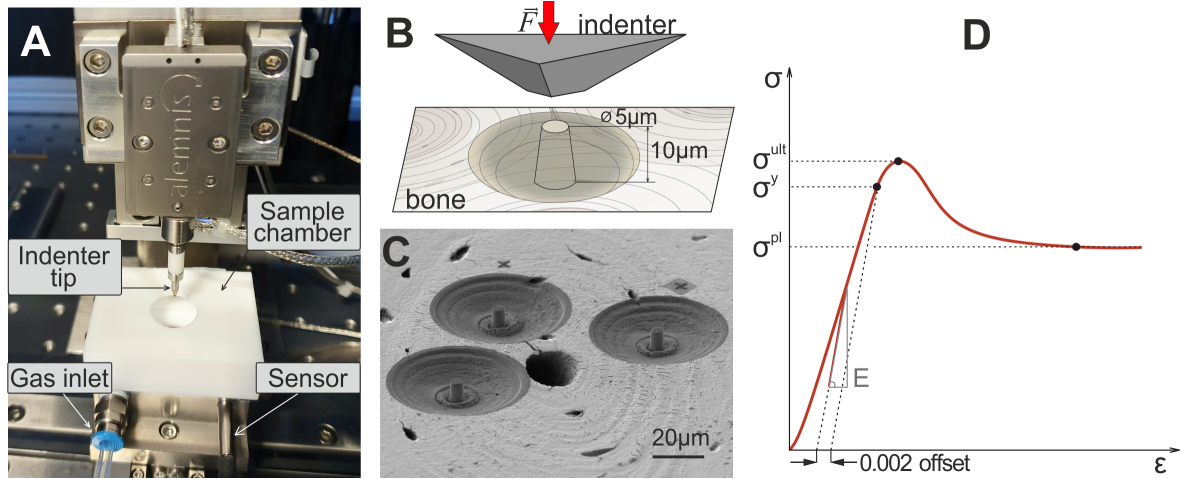 A
alemnis
Sample
chamber
Indenter
tip
Gas inlet
Sensor
B
F
indenter
⌀5µm
10µm
bone
C
20µm
D
σ
σ^ult
σ^y
σ^pl
E
0.002 offset
ε